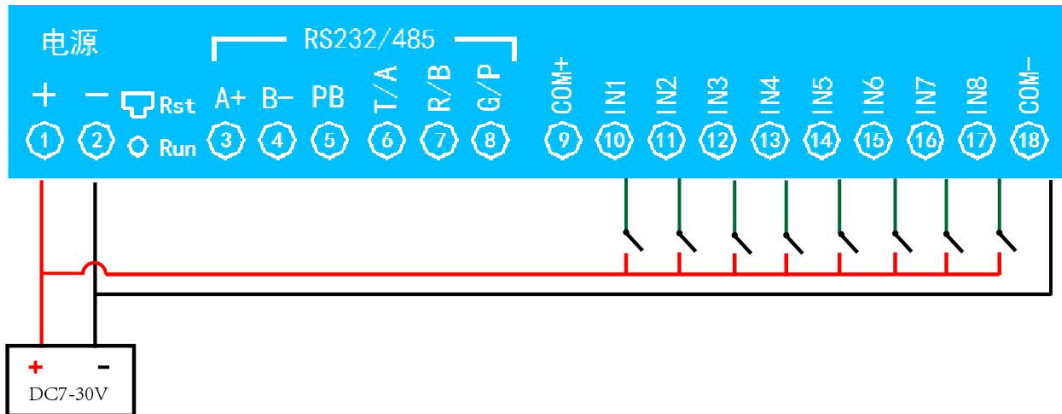 电源 RS232/485
+ − Rst A+ B- PB T/A R/B G/P COM+ IN1 IN2 IN3 IN4 IN5 IN6 IN7 IN8 COM-
1 2 Run 3 4 5 6 7 8 9 10 11 12 13 14 15 16 17 18
+ -
DC7-30V